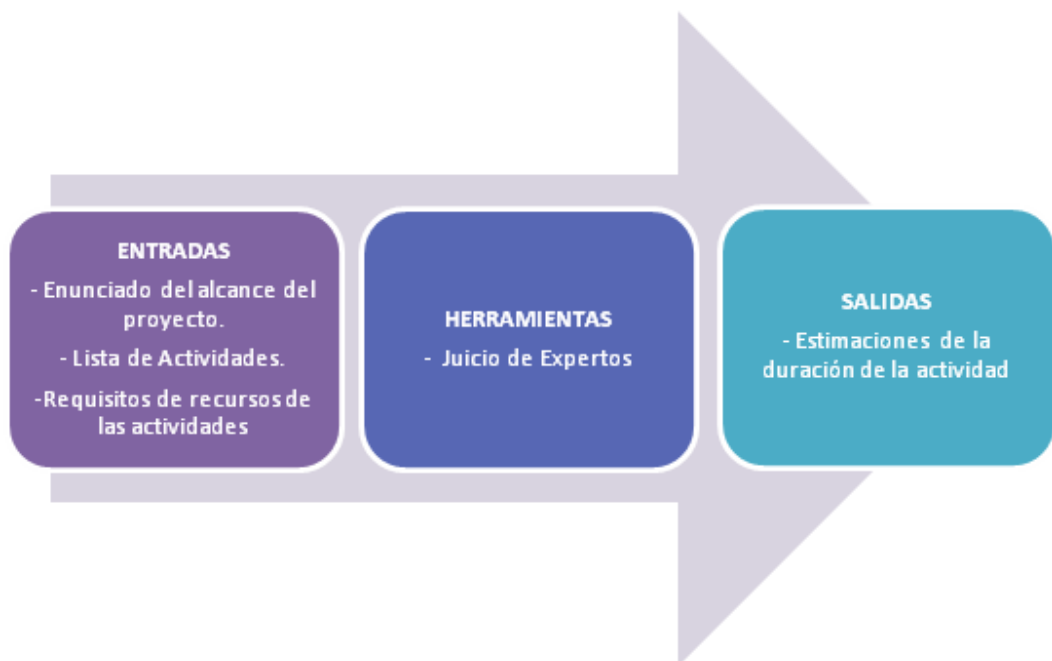 ENTRADAS
- Enunciado del alcance del
proyecto.
- Lista de Actividades.
-Requisitos de recursos de
las actividades
HERRAMIENTAS
- Juicio de Expertos
SALIDAS
- Estimaciones de la
duración de la actividad